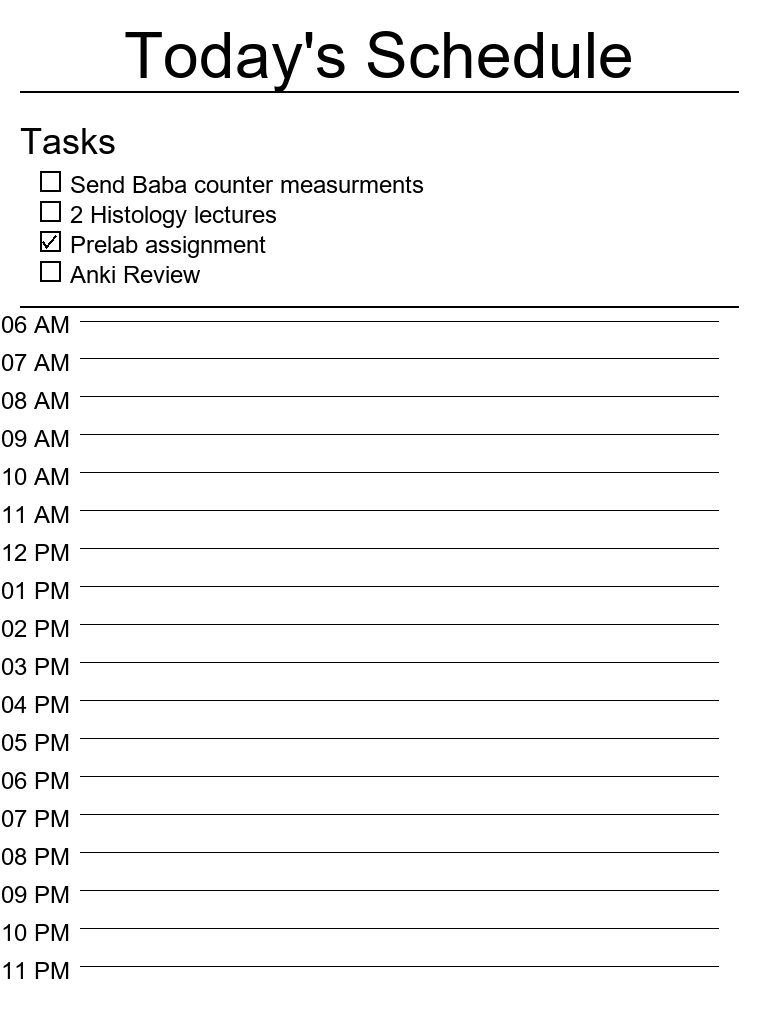 Today's Schedule
Tasks
Send Baba counter measurments
2 Histology lectures
Prelab assignment
Anki Review
06 AM
07 AM
08 AM
09 AM
10 AM
11 AM
12 PM
01 PM
02 PM
03 PM
04 PM
05 PM
06 PM
07 PM
08 PM
09 PM
10 PM
11 PM